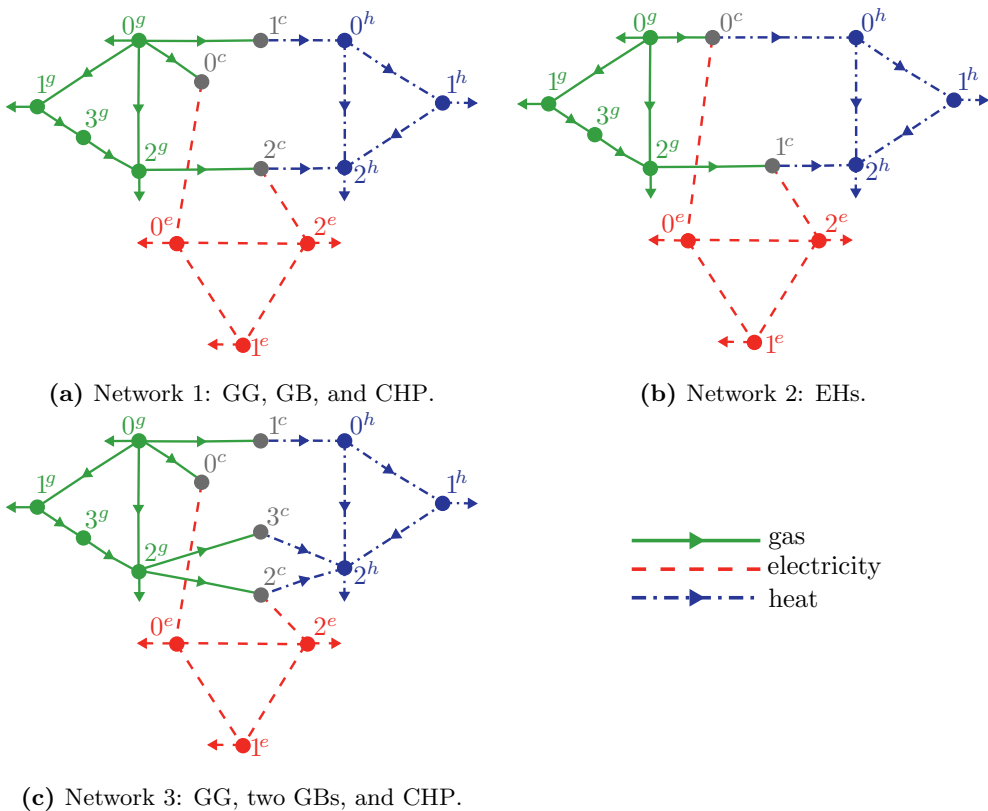 0^g 1^c 0^h
0^c
1^g 1^h
3^g
2^g 2^c 2^h
0^e 2^e
1^e
(a) Network 1: GG, GB, and CHP.
0^g 0^c 0^h
1^g 1^h
3^g
2^g 1^c 2^h
0^e 2^e
1^e
(b) Network 2: EHs.
0^g 1^c 0^h
0^c
1^g 1^h
3^g 3^c
2^g 2^h
2^c
0^e 2^e
1^e
(c) Network 3: GG, two GBs, and CHP.
gas
electricity
heat